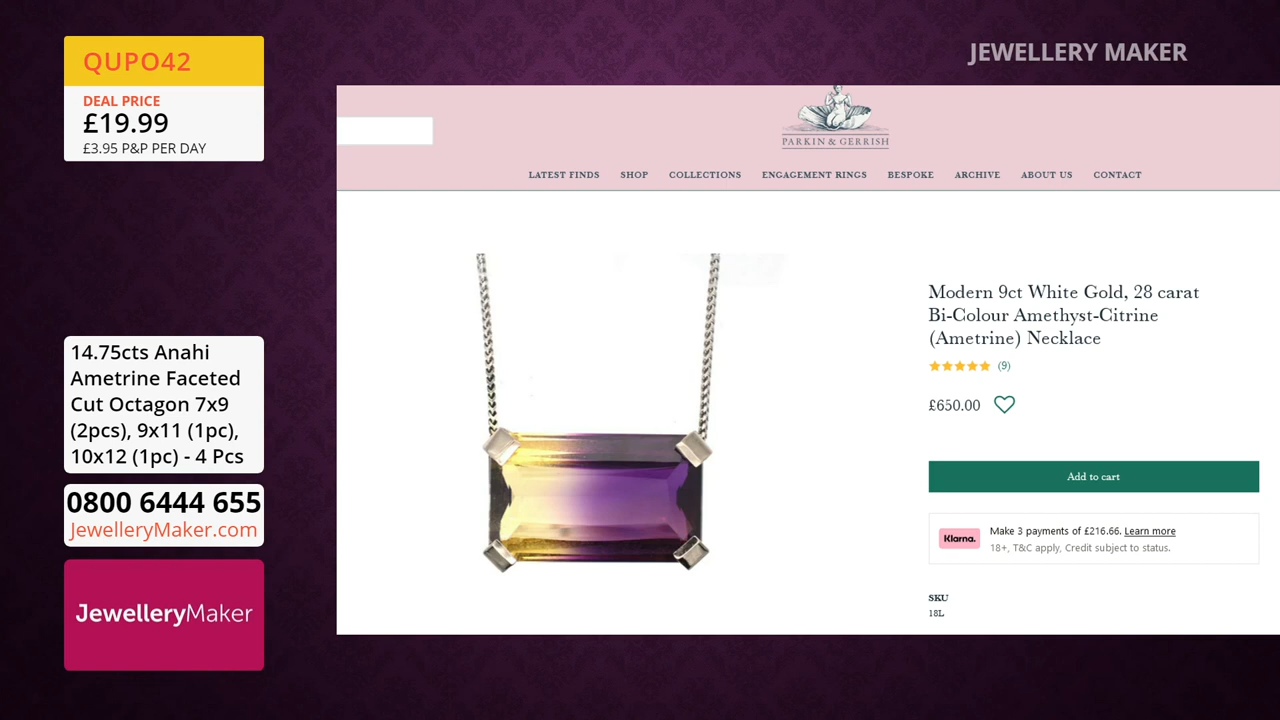 QUPO42
DEAL PRICE
£19.99
£3.95 P&P PER DAY
14.75cts Anahi
Ametrine Faceted
Cut Octagon 7x9
(2pcs), 9x11 (1pc),
10x12 (1pc) - 4 Pcs
0800 6444 655
JewelleryMaker.com
JewelleryMaker
JEWELLERY MAKER
PARKIN & GERRISH
LATEST FINDS SHOP COLLECTIONS ENGAGEMENT RINGS BESPOKE ARCHIVE ABOUT US CONTACT
Modern 9ct White Gold, 28 carat
Bi-Colour Amethyst-Citrine
(Ametrine) Necklace
(9)
£650.00
Add to cart
Klarna.
Make 3 payments of £216.66. Learn more
18+, T&C apply, Credit subject to status.
SKU
18L